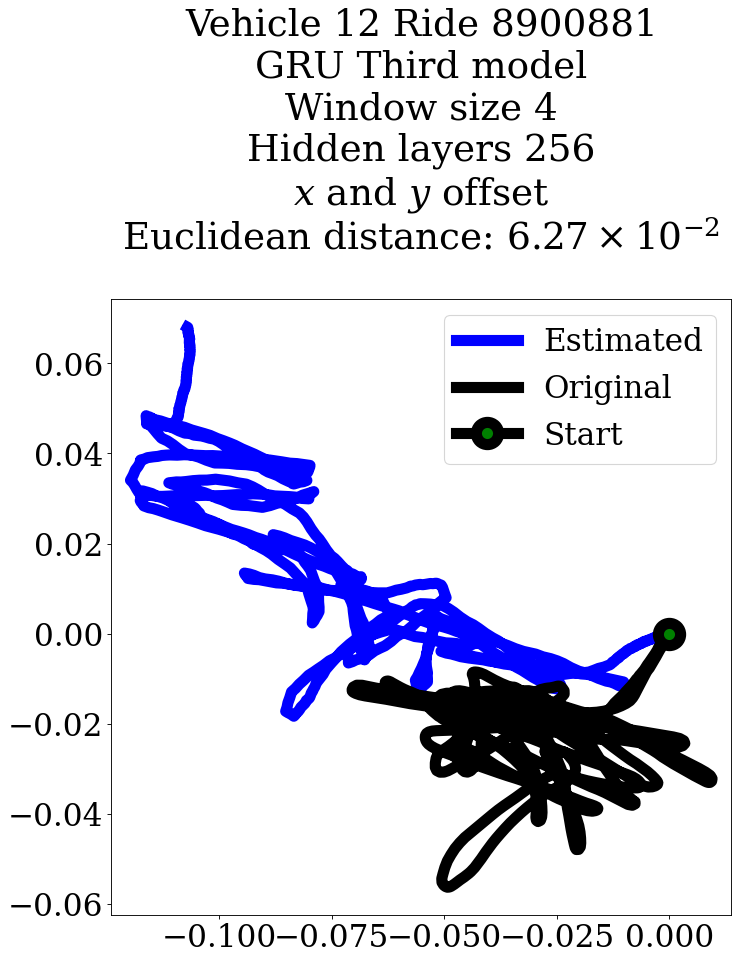 Vehicle 12 Ride 8900881
GRU Third model
Window size 4
Hidden layers 256
x and y offset
Euclidean distance: 6.27 × 10⁻²
Estimated
Original
Start
0.06
0.04
0.02
0.00
−0.02
−0.04
−0.06
−0.100 −0.075 −0.050 −0.025 0.000